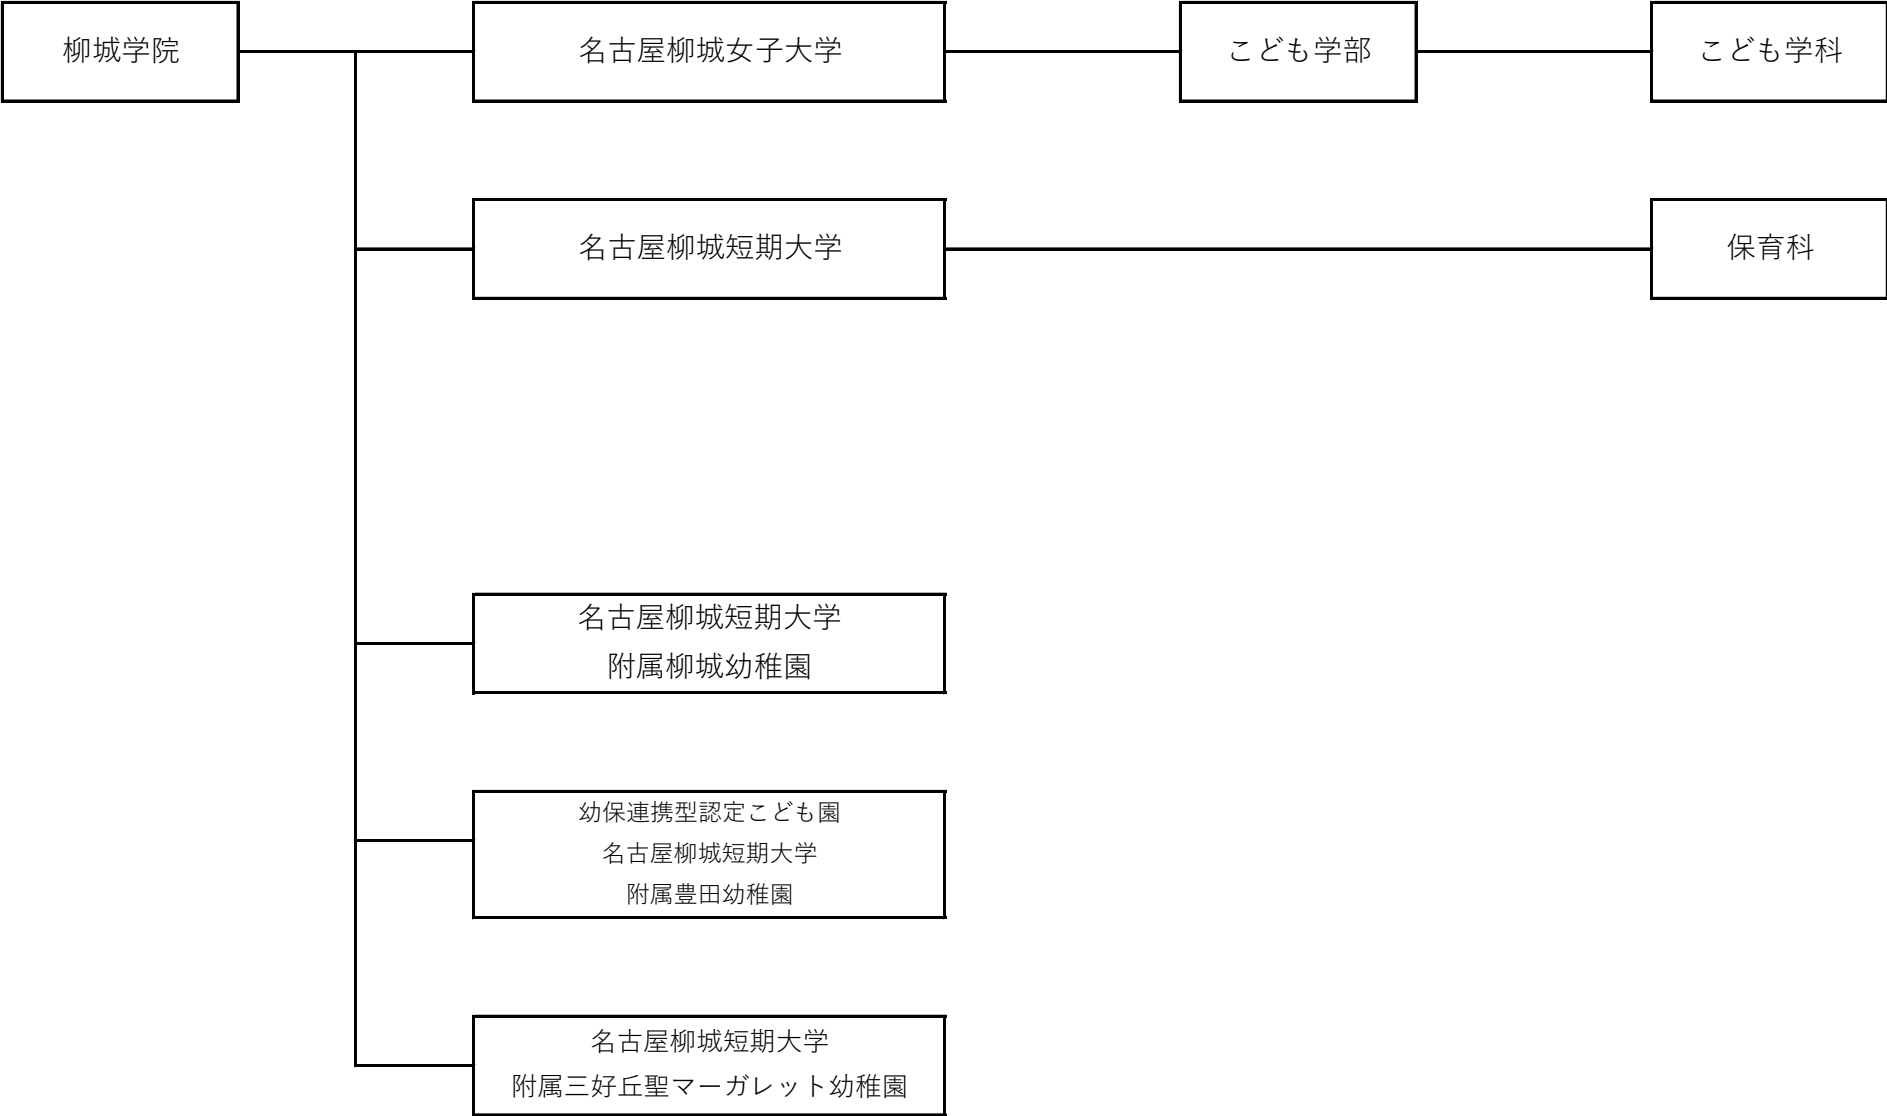 柳城学院
名古屋柳城女子大学
こども学部
こども学科
名古屋柳城短期大学
保育科
名古屋柳城短期大学
附属柳城幼稚園
幼保連携型認定こども園
名古屋柳城短期大学
附属豊田幼稚園
名古屋柳城短期大学
附属三好丘聖マーガレット幼稚園